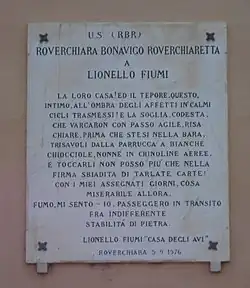 U.S. (RBR)
ROVERCHIARA BONAVIGO ROVERCHIARETTA
A
LIONELLO FIUMI
LA LORO CASA! ED IL TEPORE, QUESTO,
INTIMO, ALL'OMBRA DEGLI AFFETTI IN CALMI
CICLI TRASMESI! E LA SOGLIA, CODESTA,
CHE VARCARON CON PASSO AGILE, RISA
CHIARE, PRIMA CHE STESI NELLA BARA,
TRISAVOLI DALLA PARRUCCA A BIANCHE
CHIOCCIOLE, NONNE IN CRINOLINE AEREE.
E TOCCARLI NON POSSO PIU' CHE NELLA
FIRMA SBIADITA DI TARLATE CARTE!
CON I MIEI ASSEGNATI GIORNI, COSA
MISERABILE ALLORA,
FUMO, MI SENTO - IO, PASSEGGERO IN TRANSITO
FRA INDIFFERENTE
STABILITÀ DI PIETRA.
LIONELLO FIUMI "CASA DEGLI AVI"
ROVERCHIARA 5.9.1976